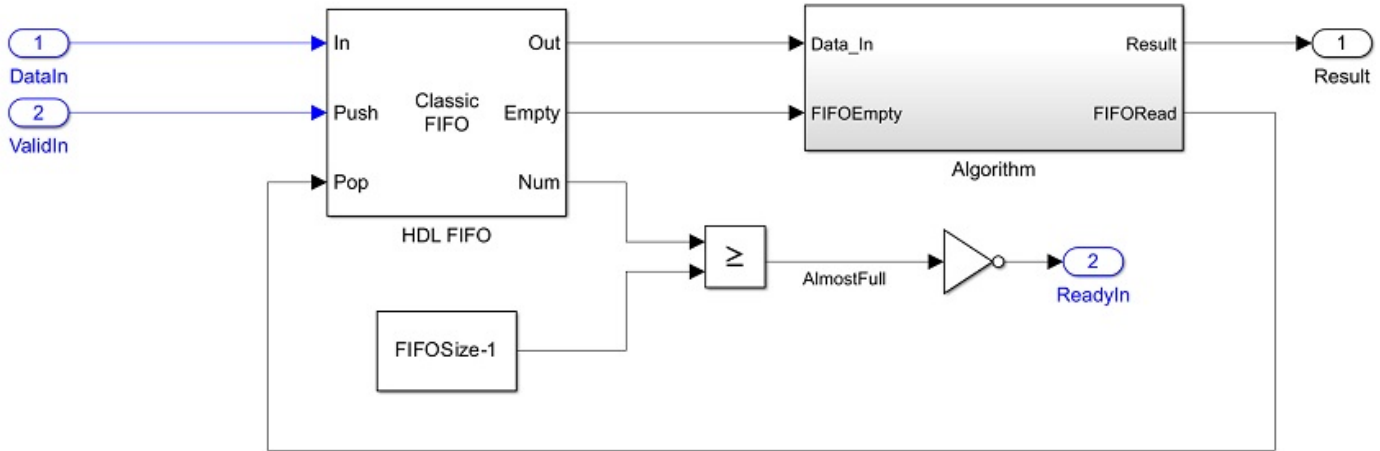 1
DataIn
2
ValidIn
In
Push
Pop
Classic
FIFO
Out
Empty
Num
HDL FIFO
Data_In
FIFOEmpty
Result
FIFORead
Algorithm
1
Result
≥
AlmostFull
2
ReadyIn
FIFOSize-1